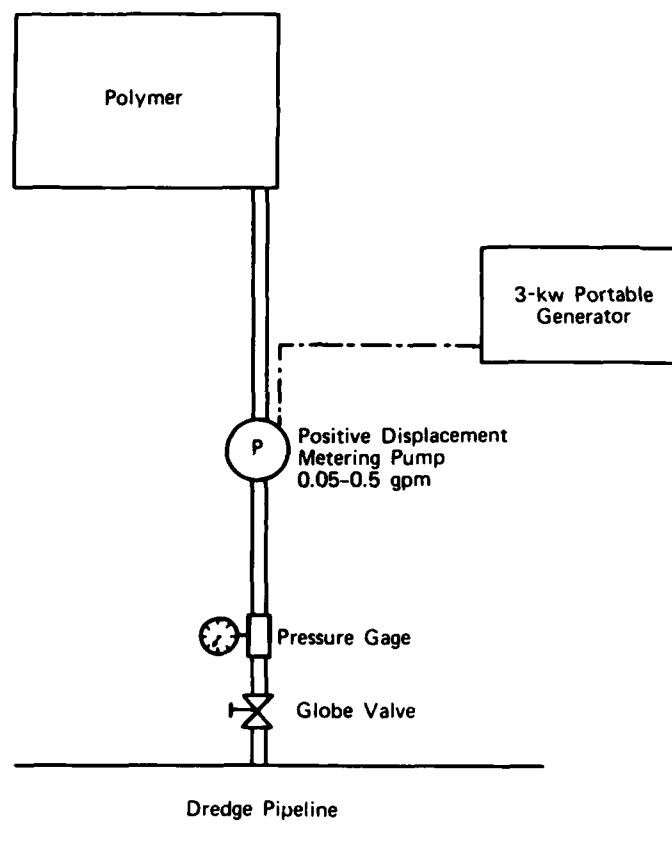 Polymer
3-kw Portable
Generator
P
Positive Displacement
Metering Pump
0.05-0.5 gpm
Pressure Gage
Globe Valve
Dredge Pipeline